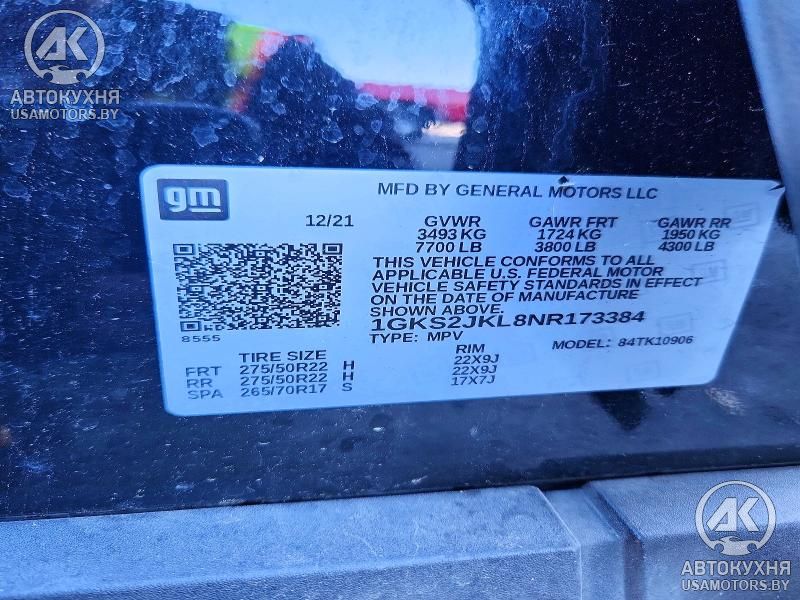 AK
АВТОКУХНЯ
USAMOTORS.BY
gm
MFD BY GENERAL MOTORS LLC
12/21 GVWR GAWR FRT GAWR RR
3493 KG 1724 KG 1950 KG
7700 LB 3800 LB 4300 LB
THIS VEHICLE CONFORMS TO ALL
APPLICABLE U.S. FEDERAL MOTOR
VEHICLE SAFETY STANDARDS IN EFFECT
ON THE DATE OF MANUFACTURE
SHOWN ABOVE.
1GKS2JKL8NR173384
8555
TYPE: MPV MODEL: 84TK10906
TIRE SIZE RIM
FRT 275/50R22 H 22X9J
RR 275/50R22 H 22X9J
SPA 265/70R17 S 17X7J
AK
АВТОКУХНЯ
USAMOTORS.BY